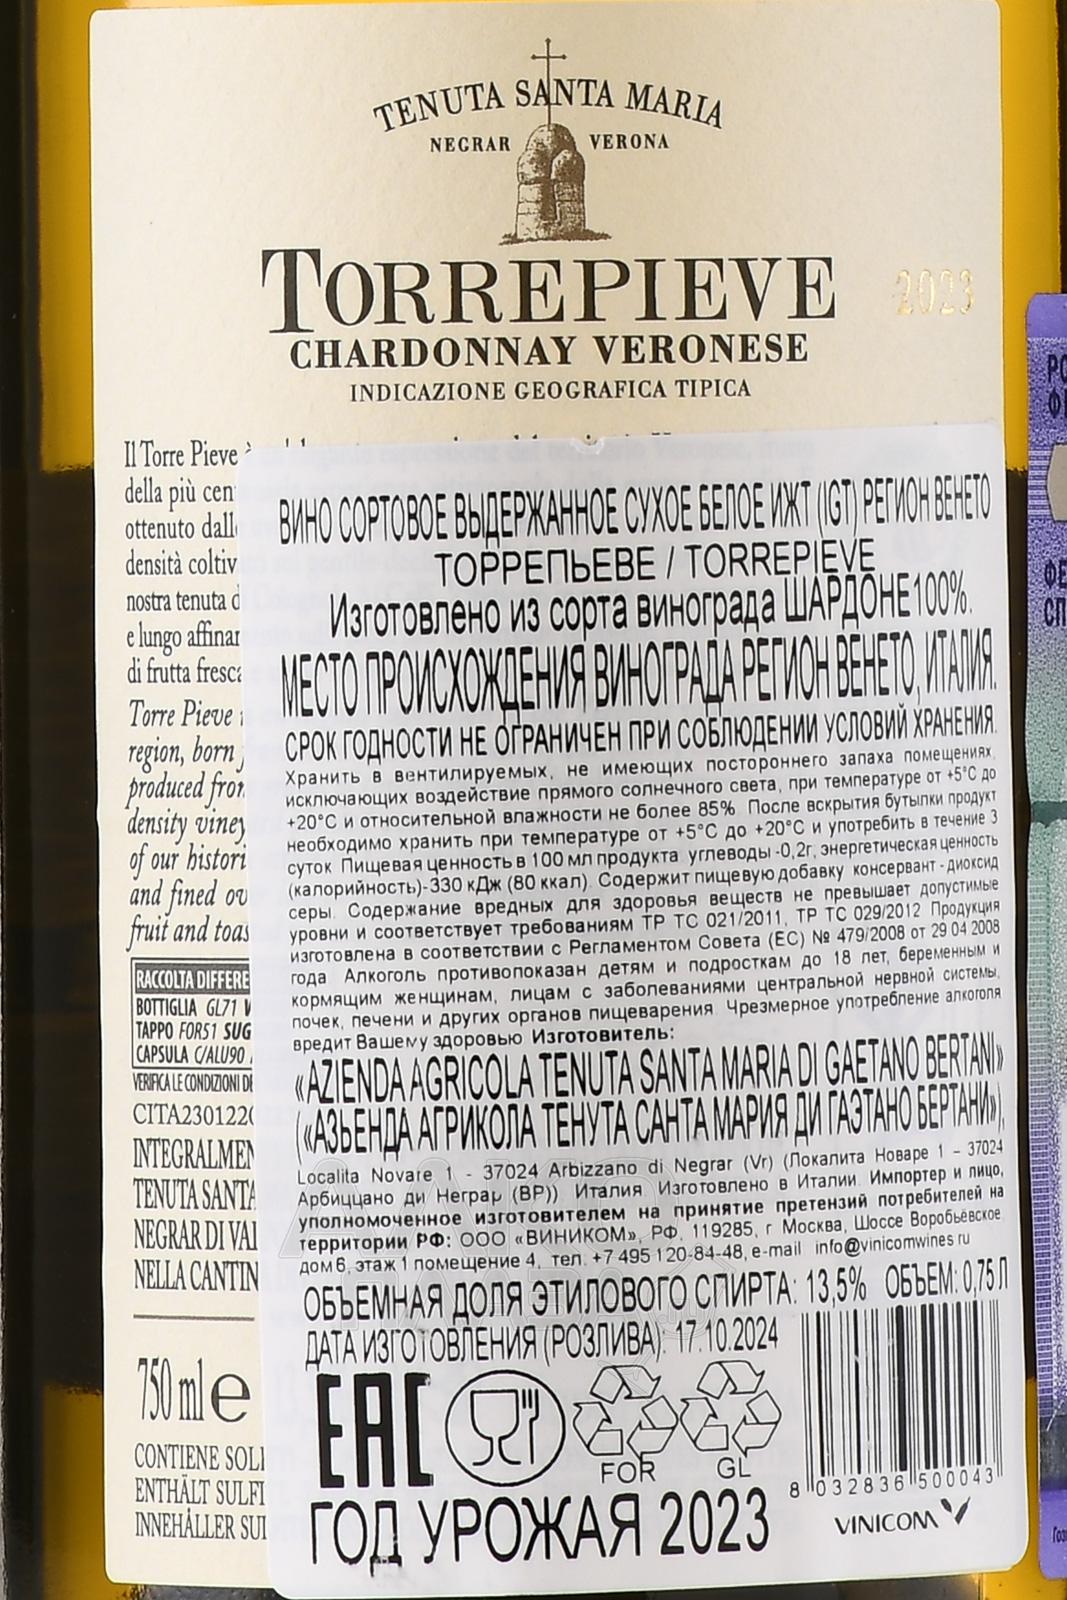 TENUTA SANTA MARIA
NEGRAR VERONA
TORREPIEVE
2023
CHARDONNAY VERONESE
INDICAZIONE GEOGRAFICA TIPICA
Il Torre Pieve è
della più cen
ottenuto dall
densità coltiv
nostra tenuta d
e lungo affinam
di frutta fresca
Torre Pieve
region, born
produced from
density viney
of our histori
and fined ov
fruit and toas
RACCOLTA DIFFERE
BOTTIGLIA GL71 V
TAPPO FOR51 SUG
CAPSULA C/ALU90
VERIFICA LE CONDIZIONI DE
CITA2301220
INTEGRALMEN
TENUTA SANTA
NEGRAR DI VAL
NELLA CANTIN
750 ml e
CONTIENE SOLF
ENTHÄLT SULFI
INNEHÅLLER SUL
ВИНО СОРТОВОЕ ВЫДЕРЖАННОЕ СУХОЕ БЕЛОЕ ИЖТ (IGT) РЕГИОН ВЕНЕТО
ТОРРЕПЬЕВЕ / TORREPIEVE
Изготовлено из сорта винограда ШАРДОНЕ 100%.
МЕСТО ПРОИСХОЖДЕНИЯ ВИНОГРАДА РЕГИОН ВЕНЕТО, ИТАЛИЯ.
СРОК ГОДНОСТИ НЕ ОГРАНИЧЕН ПРИ СОБЛЮДЕНИИ УСЛОВИЙ ХРАНЕНИЯ.
Хранить в вентилируемых, не имеющих постороннего запаха помещениях,
исключающих воздействие прямого солнечного света, при температуре от +5°С до
+20°С и относительной влажности не более 85% После вскрытия бутылки продукт
необходимо хранить при температуре от +5°С до +20°С и употребить в течение 3
суток Пищевая ценность в 100 мл продукта углеводы -0,2г, энергетическая ценность
(калорийность)-330 кДж (80 ккал). Содержит пищевую добавку консервант - диоксид
серы. Содержание вредных для здоровья веществ не превышает допустимые
уровни и соответствует требованиям ТР ТС 021/2011, ТР ТС 029/2012 Продукция
изготовлена в соответствии с Регламентом Совета (ЕС) № 479/2008 от 29 04 2008
года Алкоголь противопоказан детям и подросткам до 18 лет, беременным и
кормящим женщинам, лицам с заболеваниями центральной нервной системы,
почек, печени и других органов пищеварения Чрезмерное употребление алкоголя
вредит Вашему здоровью Изготовитель:
«AZIENDA AGRICOLA TENUTA SANTA MARIA DI GAETANO BERTANI»
(«АЗЬЕНДА АГРИКОЛА ТЕНУТА САНТА МАРИЯ ДИ ГАЭТАНО БЕРТАНИ»),
Localita Novare 1 - 37024 Arbizzano di Negrar (Vr) (Локалита Новаре 1 – 37024
Арбиццано ди Неграр (ВР)) Италия Изготовлено в Италии Импортер и лицо,
уполномоченное изготовителем на принятие претензий потребителей на
территории РФ: ООО «ВИНИКОМ», РФ, 119285, г Москва, Шоссе Воробьёвское
дом 6, этаж 1 помещение 4, тел. +7 495 120-84-48, e-mail info@vinicomwines ru
ОБЪЕМНАЯ ДОЛЯ ЭТИЛОВОГО СПИРТА: 13,5% ОБЪЕМ: 0,75Л
ДАТА ИЗГОТОВЛЕНИЯ (РОЗЛИВА): 17.10.2024
EAC
FOR GL
8 032836 500043
VINICOM
ГОД УРОЖАЯ 2023